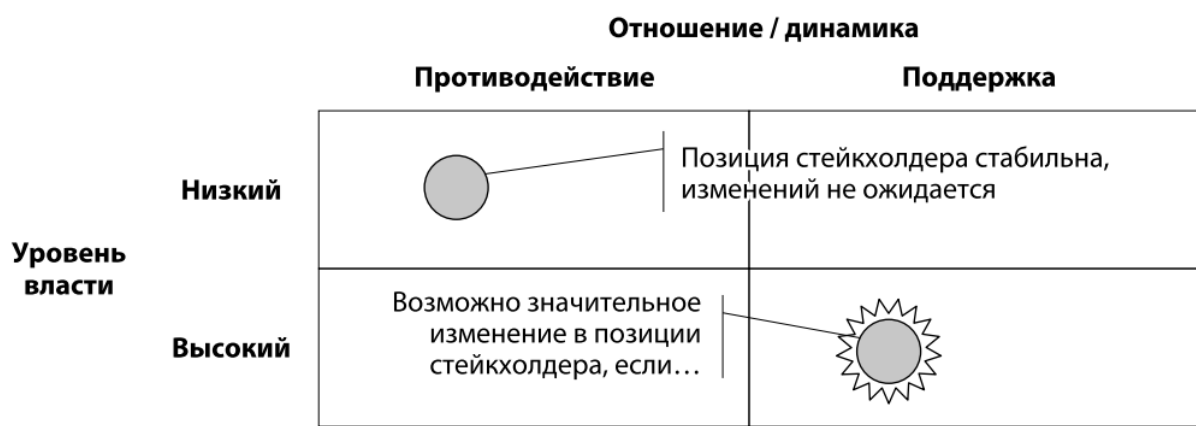 Отношение / динамика
Противодействие
Поддержка
Позиция стейкхолдера стабильна,
изменений не ожидается
Низкий
Уровень
власти
Возможно значительное
изменение в позиции
стейкхолдера, если…
Высокий